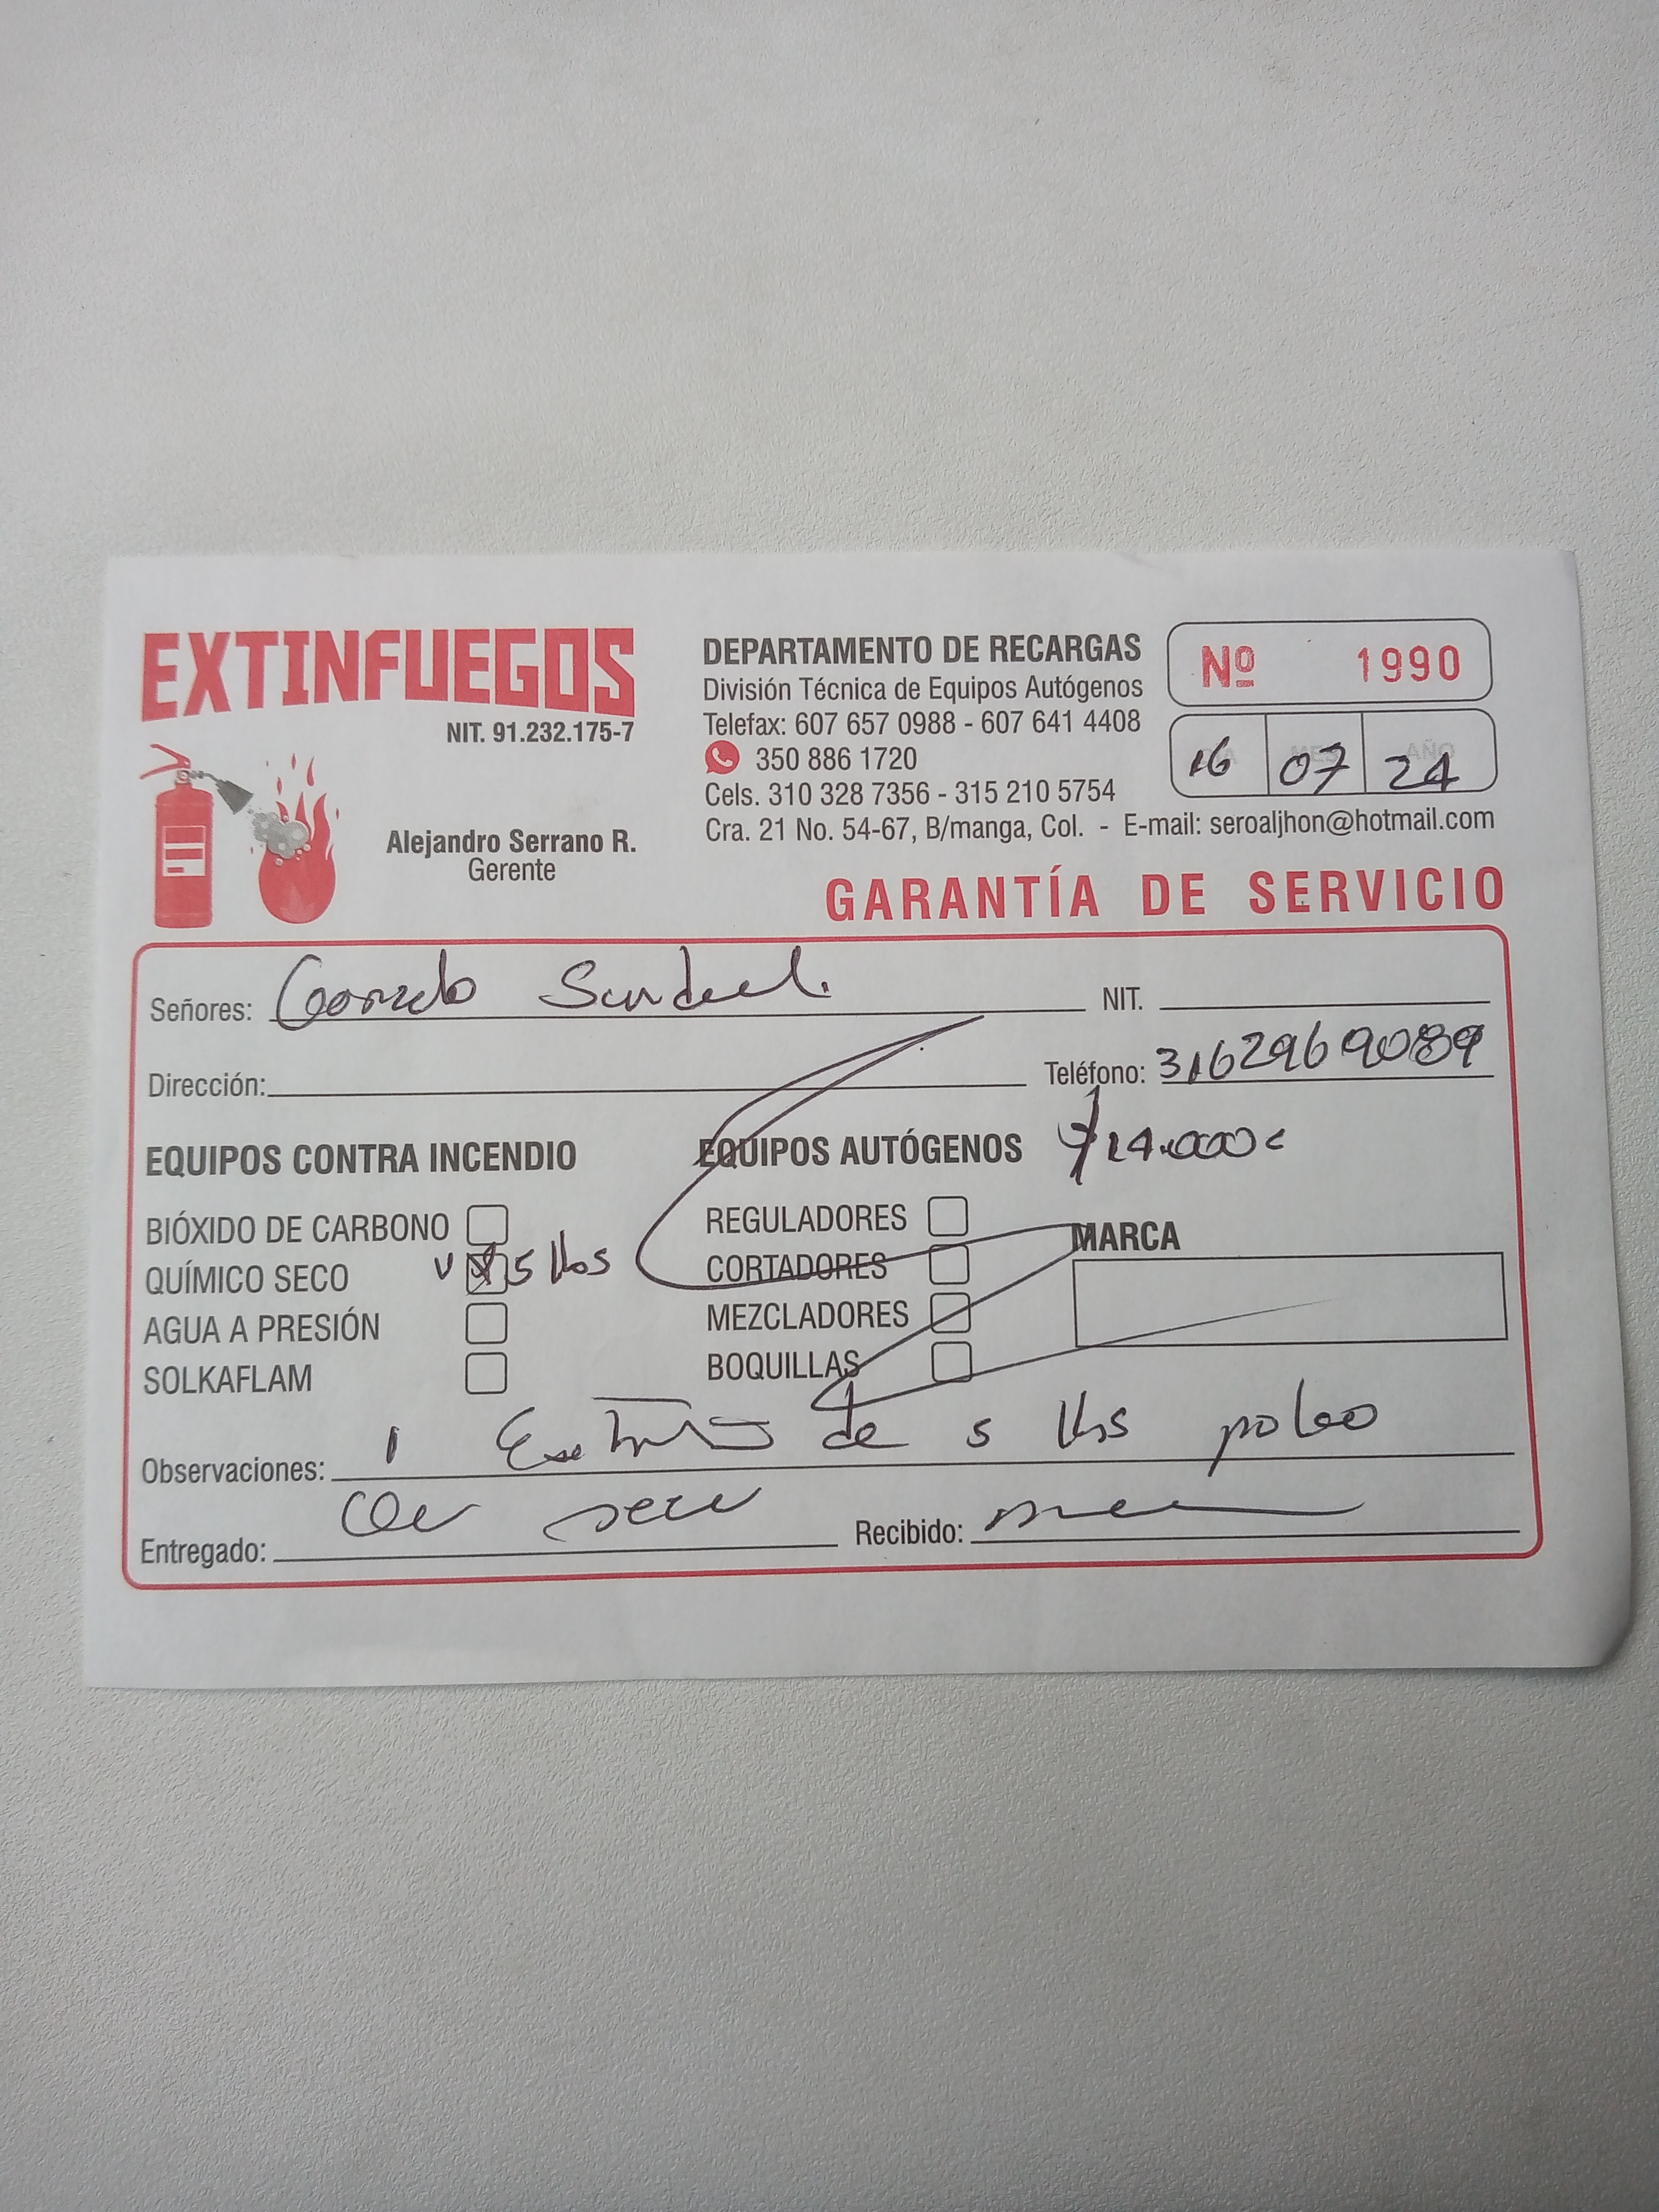 EXTINFUEGOS
NIT. 91.232.175-7
Alejandro Serrano R.
Gerente
DEPARTAMENTO DE RECARGAS
División Técnica de Equipos Autógenos
Telefax: 607 657 0988 - 607 641 4408
350 886 1720
Cels. 310 328 7356 - 315 210 5754
Cra. 21 No. 54-67, B/manga, Col. - E-mail: seroaljhon@hotmail.com
Nº 1990
16 07 24
GARANTÍA DE SERVICIO
Señores:
NIT.
Dirección:
Teléfono: 3162969089
EQUIPOS CONTRA INCENDIO
BIÓXIDO DE CARBONO
QUÍMICO SECO 5 lbs
AGUA A PRESIÓN
SOLKAFLAM
EQUIPOS AUTÓGENOS
REGULADORES
CORTADORES
MEZCLADORES
BOQUILLAS
MARCA
Observaciones: 1 de 5 lbs polvo
Entregado:
Recibido: